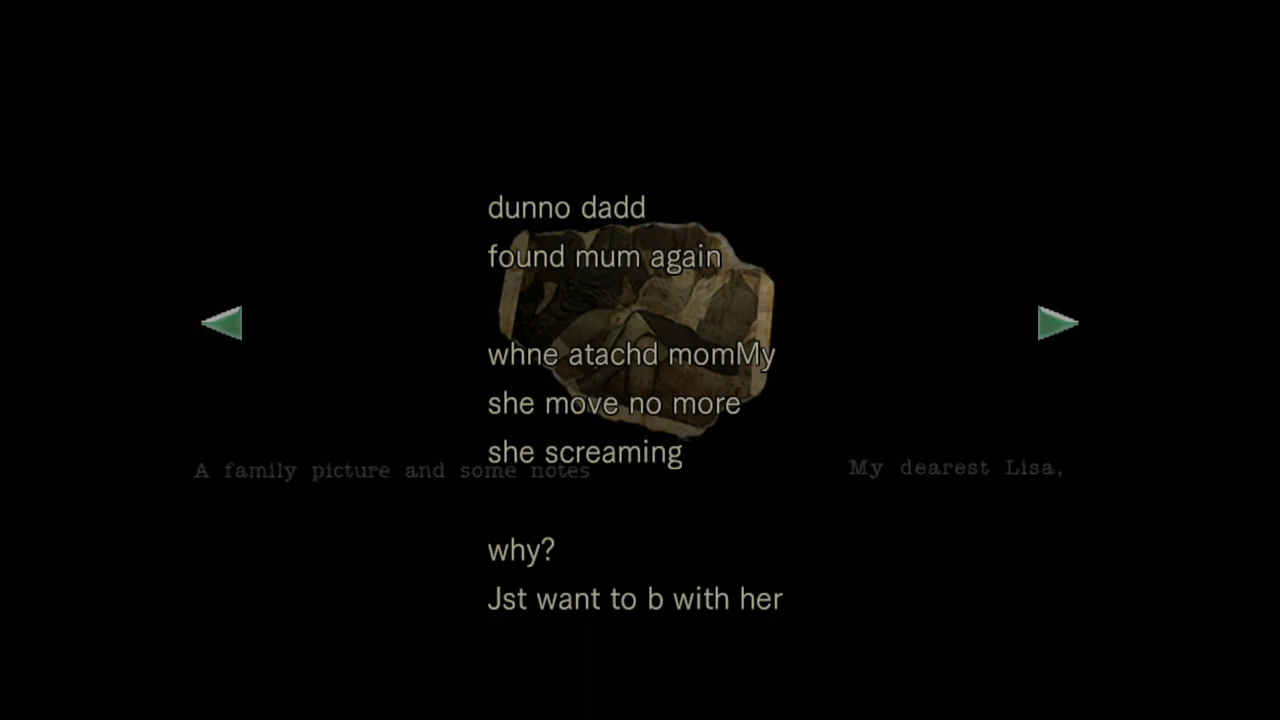 dunno dadd
found mum again
whne atachd momMy
she move no more
she screaming
A family picture and some notes
My dearest Lisa,
why?
Jst want to b with her